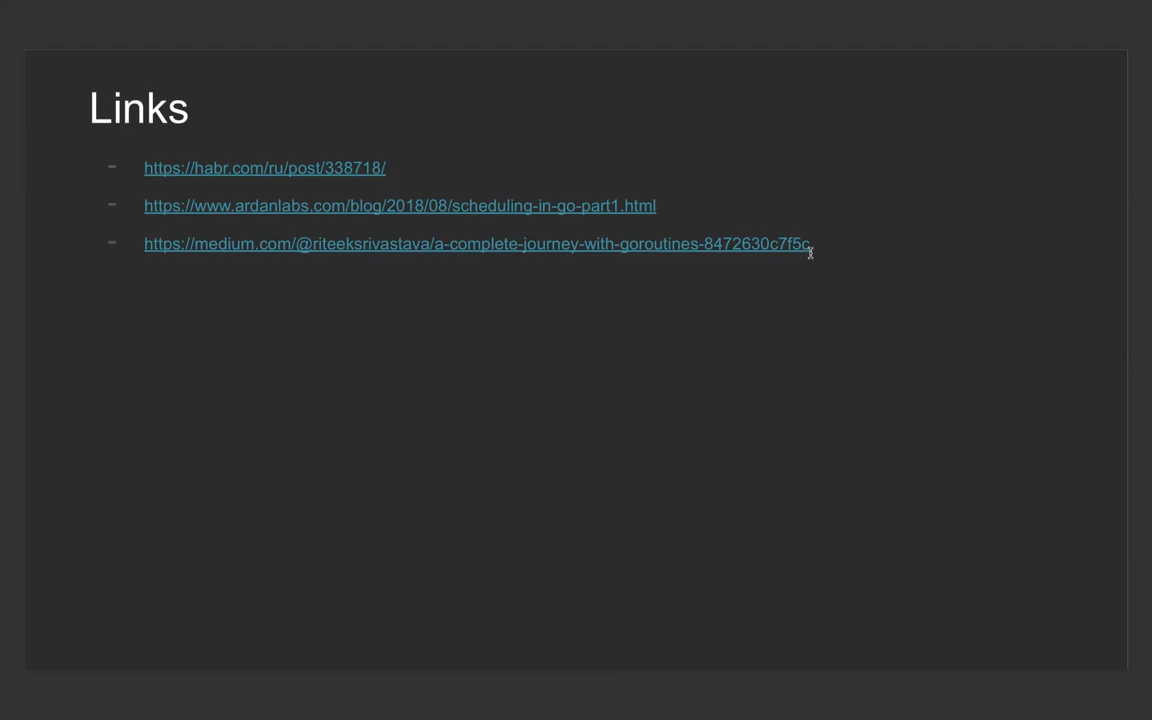 Links
- https://habr.com/ru/post/338718/
- https://www.ardanlabs.com/blog/2018/08/scheduling-in-go-part1.html
- https://medium.com/@riteeksrivastava/a-complete-journey-with-goroutines-8472630c7f5c